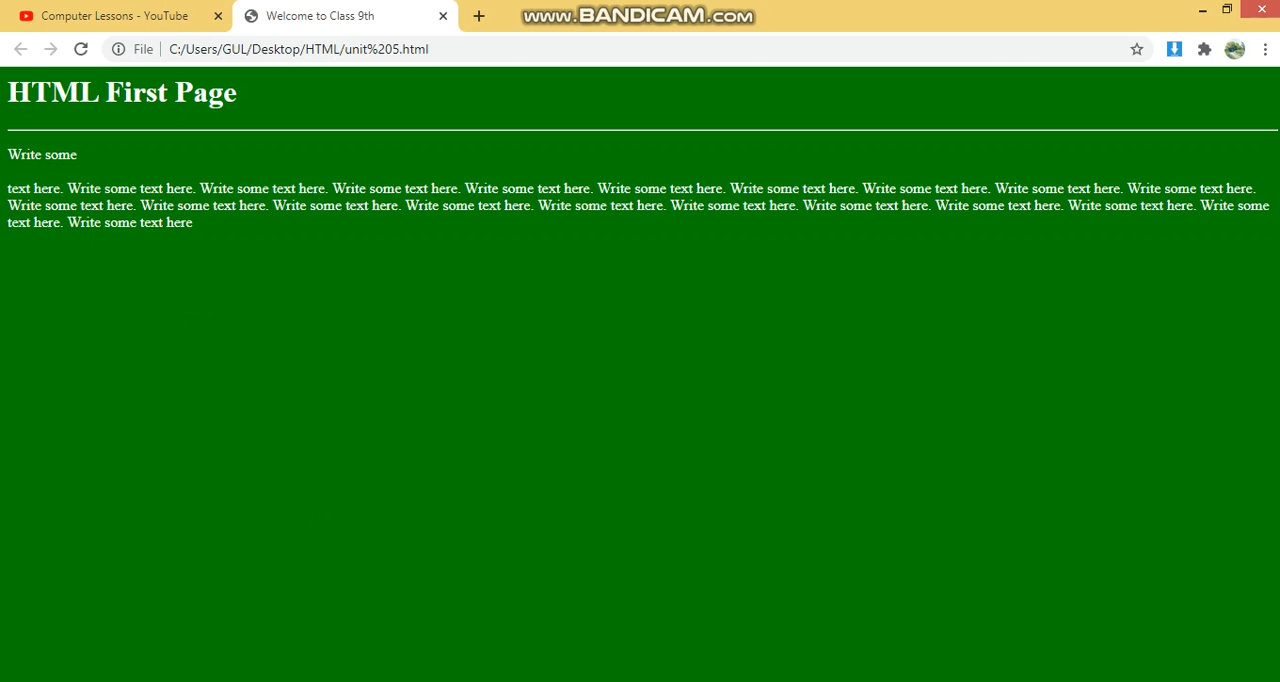 Computer Lessons - YouTube
Welcome to Class 9th
www.BANDICAM.com
File
C:/Users/GUL/Desktop/HTML/unit%205.html
HTML First Page
Write some
text here. Write some text here. Write some text here. Write some text here. Write some text here. Write some text here. Write some text here. Write some text here. Write some text here. Write some text here.
Write some text here. Write some text here. Write some text here. Write some text here. Write some text here. Write some text here. Write some text here. Write some text here. Write some text here. Write some
text here. Write some text here